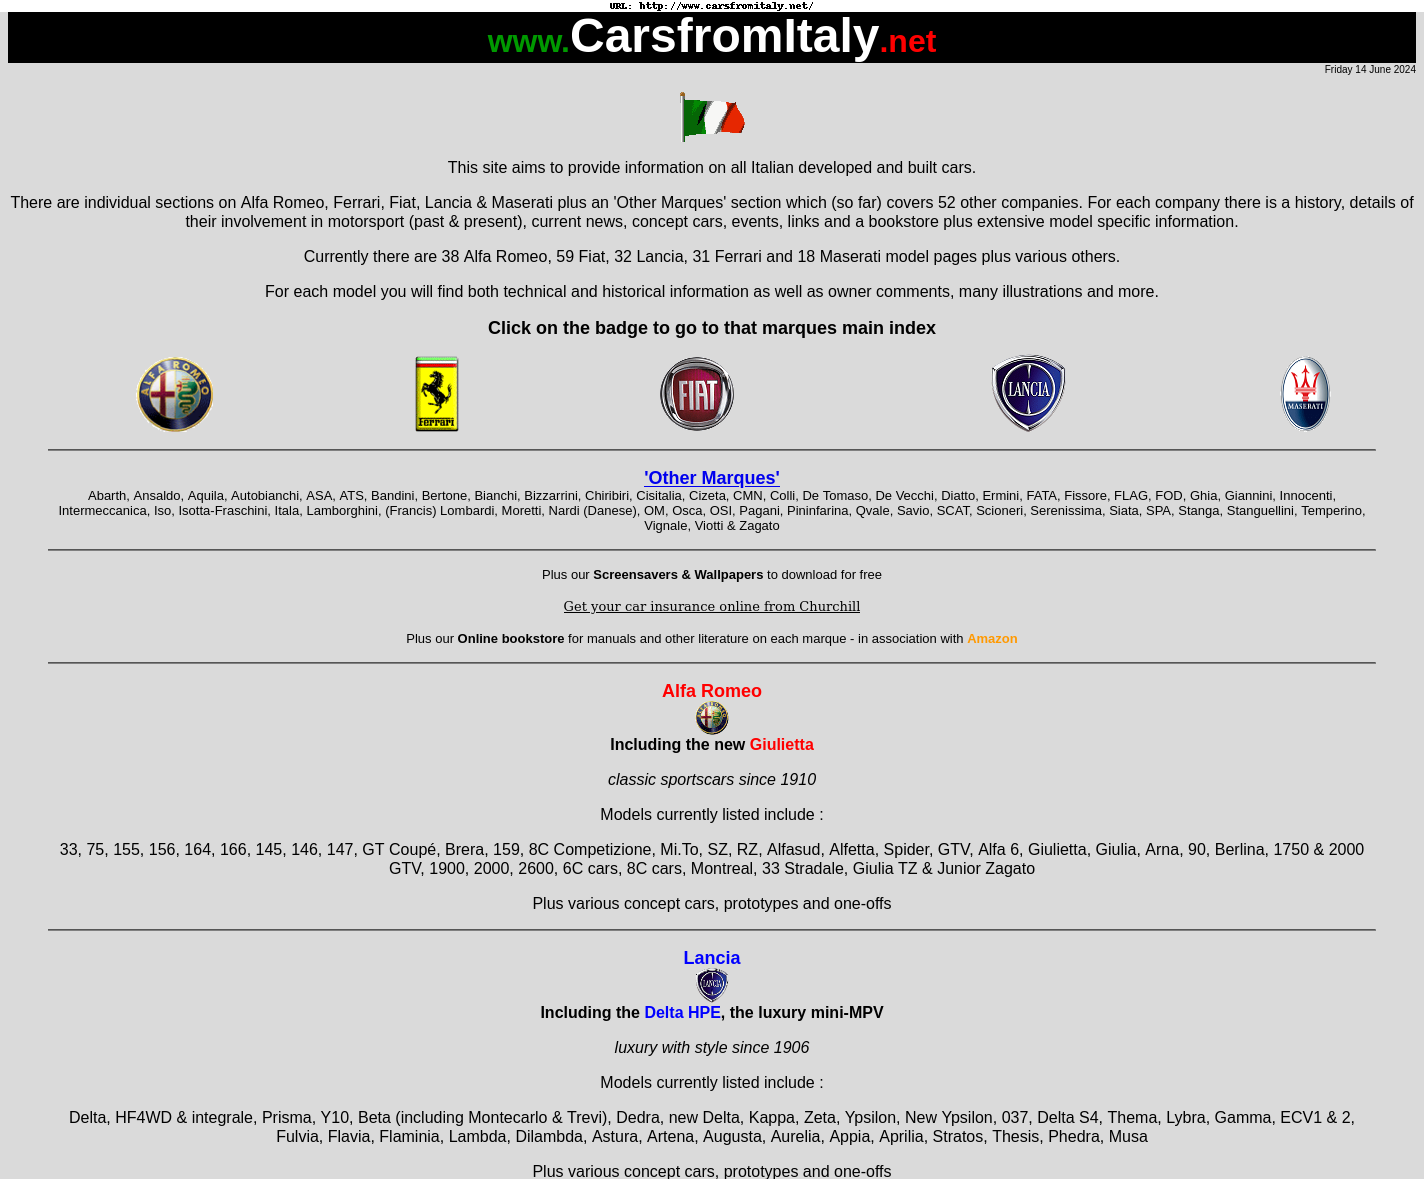 URL: http://www.carsfromitaly.net/
www.CarsfromItaly.net
Friday 14 June 2024
This site aims to provide information on all Italian developed and built cars.
There are individual sections on Alfa Romeo, Ferrari, Fiat, Lancia & Maserati plus an 'Other Marques' section which (so far) covers 52 other companies. For each company there is a history, details of
their involvement in motorsport (past & present), current news, concept cars, events, links and a bookstore plus extensive model specific information.
Currently there are 38 Alfa Romeo, 59 Fiat, 32 Lancia, 31 Ferrari and 18 Maserati model pages plus various others.
For each model you will find both technical and historical information as well as owner comments, many illustrations and more.
Click on the badge to go to that marques main index
ALFA ROMEO
Ferrari
FIAT
LANCIA
MASERATI
'Other Marques'
Abarth, Ansaldo, Aquila, Autobianchi, ASA, ATS, Bandini, Bertone, Bianchi, Bizzarrini, Chiribiri, Cisitalia, Cizeta, CMN, Colli, De Tomaso, De Vecchi, Diatto, Ermini, FATA, Fissore, FLAG, FOD, Ghia, Giannini, Innocenti,
Intermeccanica, Iso, Isotta-Fraschini, Itala, Lamborghini, (Francis) Lombardi, Moretti, Nardi (Danese), OM, Osca, OSI, Pagani, Pininfarina, Qvale, Savio, SCAT, Scioneri, Serenissima, Siata, SPA, Stanga, Stanguellini, Temperino,
Vignale, Viotti & Zagato
Plus our Screensavers & Wallpapers to download for free
Get your car insurance online from Churchill
Plus our Online bookstore for manuals and other literature on each marque - in association with Amazon
Alfa Romeo
Including the new Giulietta
classic sportscars since 1910
Models currently listed include :
33, 75, 155, 156, 164, 166, 145, 146, 147, GT Coupé, Brera, 159, 8C Competizione, Mi.To, SZ, RZ, Alfasud, Alfetta, Spider, GTV, Alfa 6, Giulietta, Giulia, Arna, 90, Berlina, 1750 & 2000
GTV, 1900, 2000, 2600, 6C cars, 8C cars, Montreal, 33 Stradale, Giulia TZ & Junior Zagato
Plus various concept cars, prototypes and one-offs
Lancia
LANCIA
Including the Delta HPE, the luxury mini-MPV
luxury with style since 1906
Models currently listed include :
Delta, HF4WD & integrale, Prisma, Y10, Beta (including Montecarlo & Trevi), Dedra, new Delta, Kappa, Zeta, Ypsilon, New Ypsilon, 037, Delta S4, Thema, Lybra, Gamma, ECV1 & 2,
Fulvia, Flavia, Flaminia, Lambda, Dilambda, Astura, Artena, Augusta, Aurelia, Appia, Aprilia, Stratos, Thesis, Phedra, Musa
Plus various concept cars, prototypes and one-offs